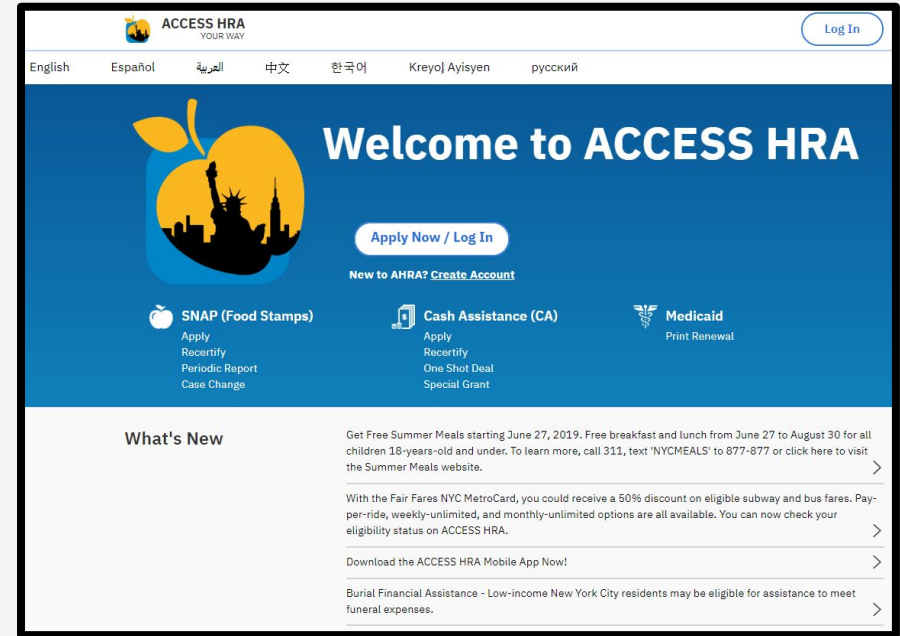 ACCESS HRA
YOUR WAY
Log In
English Español العربية 中文 한국어 Kreyol Ayisyen русский
Welcome to ACCESS HRA
Apply Now / Log In
New to AHRA? Create Account
SNAP (Food Stamps)
Apply
Recertify
Periodic Report
Case Change
Cash Assistance (CA)
Apply
Recertify
One Shot Deal
Special Grant
Medicaid
Print Renewal
What's New
Get Free Summer Meals starting June 27, 2019. Free breakfast and lunch from June 27 to August 30 for all
children 18-years-old and under. To learn more, call 311, text 'NYCMEALS' to 877-877 or click here to visit
the Summer Meals website.
With the Fair Fares NYC MetroCard, you could receive a 50% discount on eligible subway and bus fares. Pay-
per-ride, weekly-unlimited, and monthly-unlimited options are all available. You can now check your
eligibility status on ACCESS HRA.
Download the ACCESS HRA Mobile App Now!
Burial Financial Assistance - Low-income New York City residents may be eligible for assistance to meet
funeral expenses.